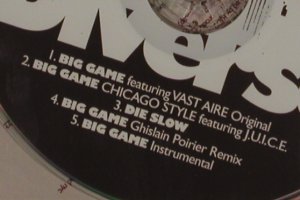 1. BIG GAME featuring VAST AIRE Original
2. BIG GAME CHICAGO STYLE featuring J.U.I.C.E.
3. DIE SLOW
4. BIG GAME Ghislain Poirier Remix
5. BIG GAME Instrumental